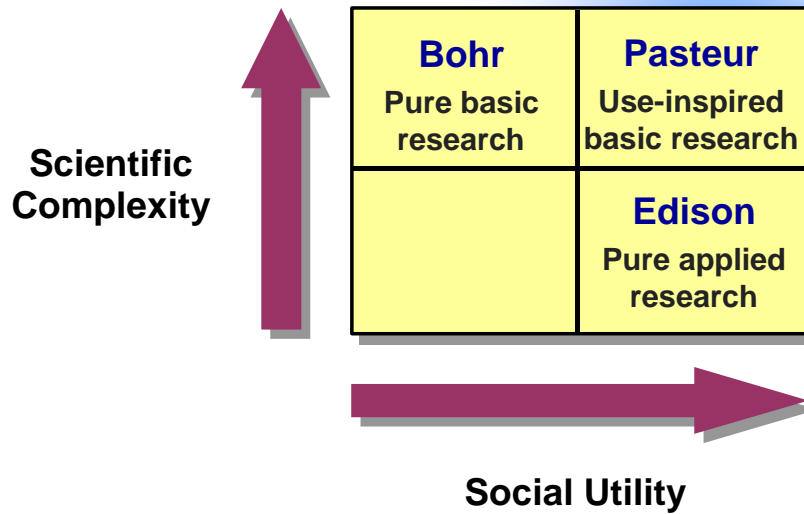 Bohr
Pure basic
research
Pasteur
Use-inspired
basic research
Scientific
Complexity
Edison
Pure applied
research
Social Utility